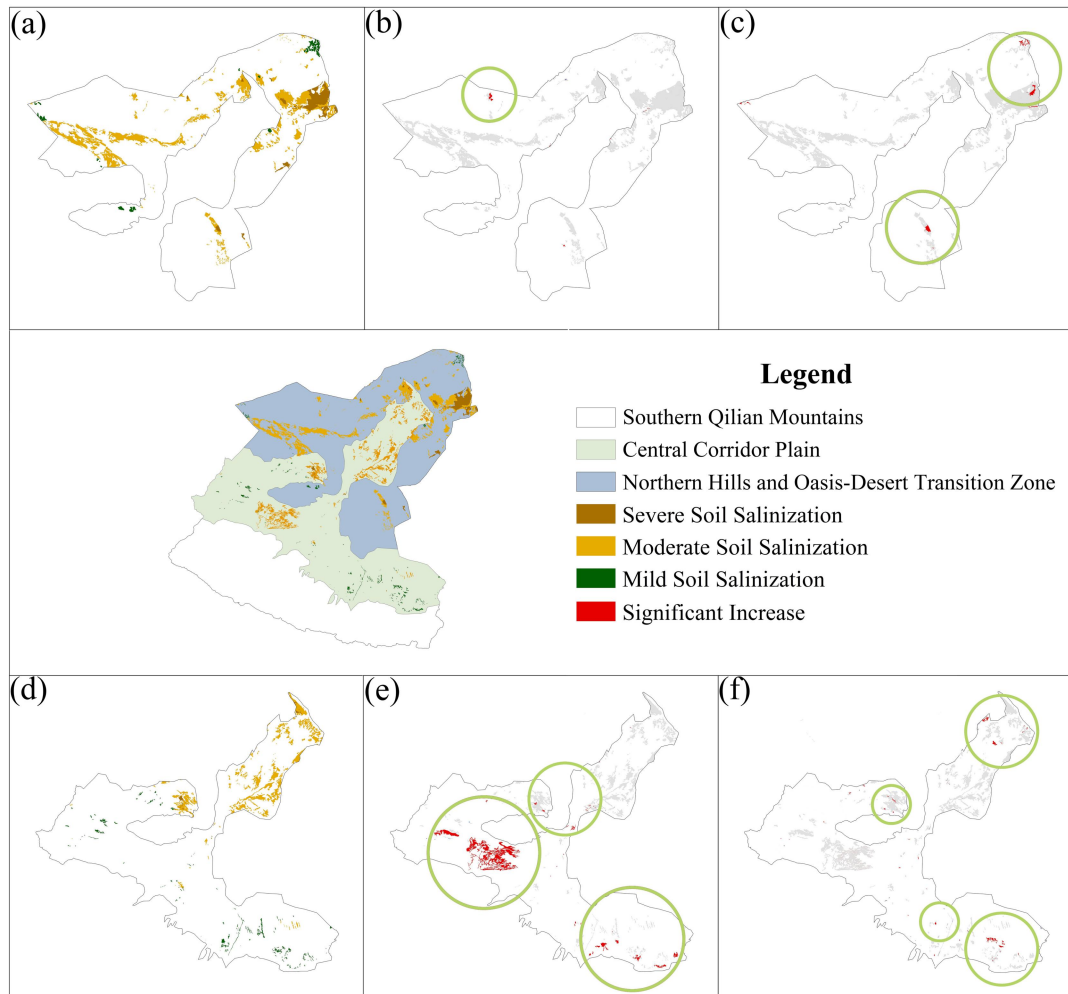 (a)
(b)
(c)
Legend
Southern Qilian Mountains
Central Corridor Plain
Northern Hills and Oasis-Desert Transition Zone
Severe Soil Salinization
Moderate Soil Salinization
Mild Soil Salinization
Significant Increase
(d)
(e)
(f)